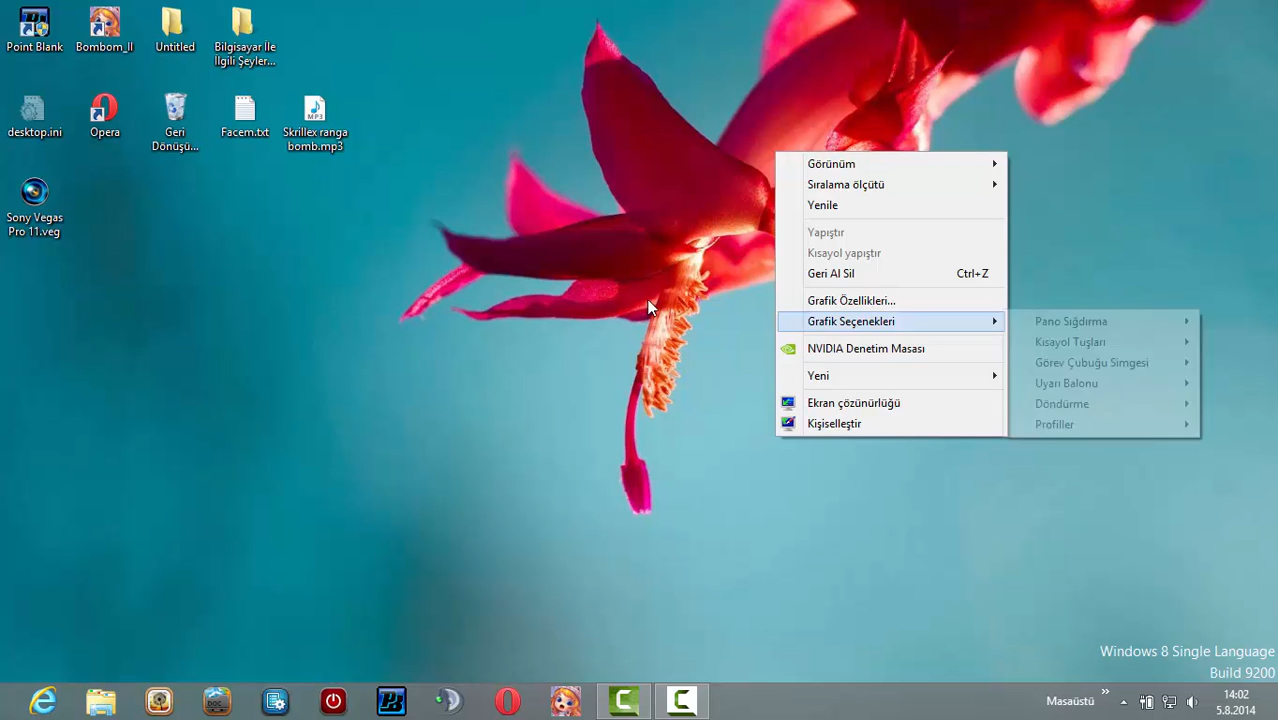 Point Blank
Bombom_II
Untitled
Bilgisayar İle
İlgili Şeyler...
desktop.ini
Opera
Geri
Dönüşü...
Facem.txt
Skrillex ranga
bomb.mp3
MP3
Sony Vegas
Pro 11.veg
Görünüm
Sıralama ölçütü
Yenile
Yapıştır
Kısayol yapıştır
Geri Al Sil Ctrl+Z
Grafik Özellikleri...
Grafik Seçenekleri
NVIDIA Denetim Masası
Yeni
Ekran çözünürlüğü
Kişiselleştir
Pano Sığdırma
Kısayol Tuşları
Görev Çubuğu Simgesi
Uyarı Balonu
Döndürme
Profiller
Windows 8 Single Language
Build 9200
DOC
Masaüstü
14:02
5.8.2014